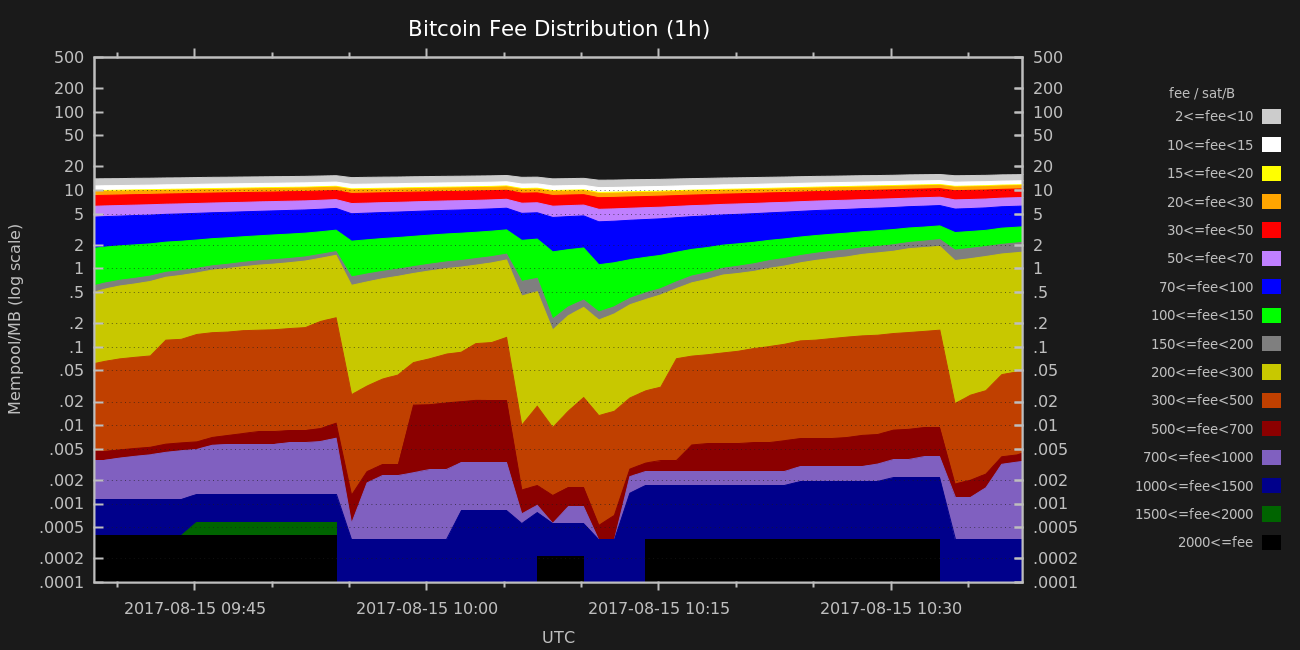 Bitcoin Fee Distribution (1h)
500 500
200 200
100 100
50 50
20 20
10 10
5 5
2 2
1 1
.5 .5
.2 .2
.1 .1
.05 .05
.02 .02
.01 .01
.005 .005
.002 .002
.001 .001
.0005 .0005
.0002 .0002
.0001 .0001
Mempool/MB (log scale)
2017-08-15 09:45 2017-08-15 10:00 2017-08-15 10:15 2017-08-15 10:30
UTC
fee / sat/B
2<=fee<10
10<=fee<15
15<=fee<20
20<=fee<30
30<=fee<50
50<=fee<70
70<=fee<100
100<=fee<150
150<=fee<200
200<=fee<300
300<=fee<500
500<=fee<700
700<=fee<1000
1000<=fee<1500
1500<=fee<2000
2000<=fee